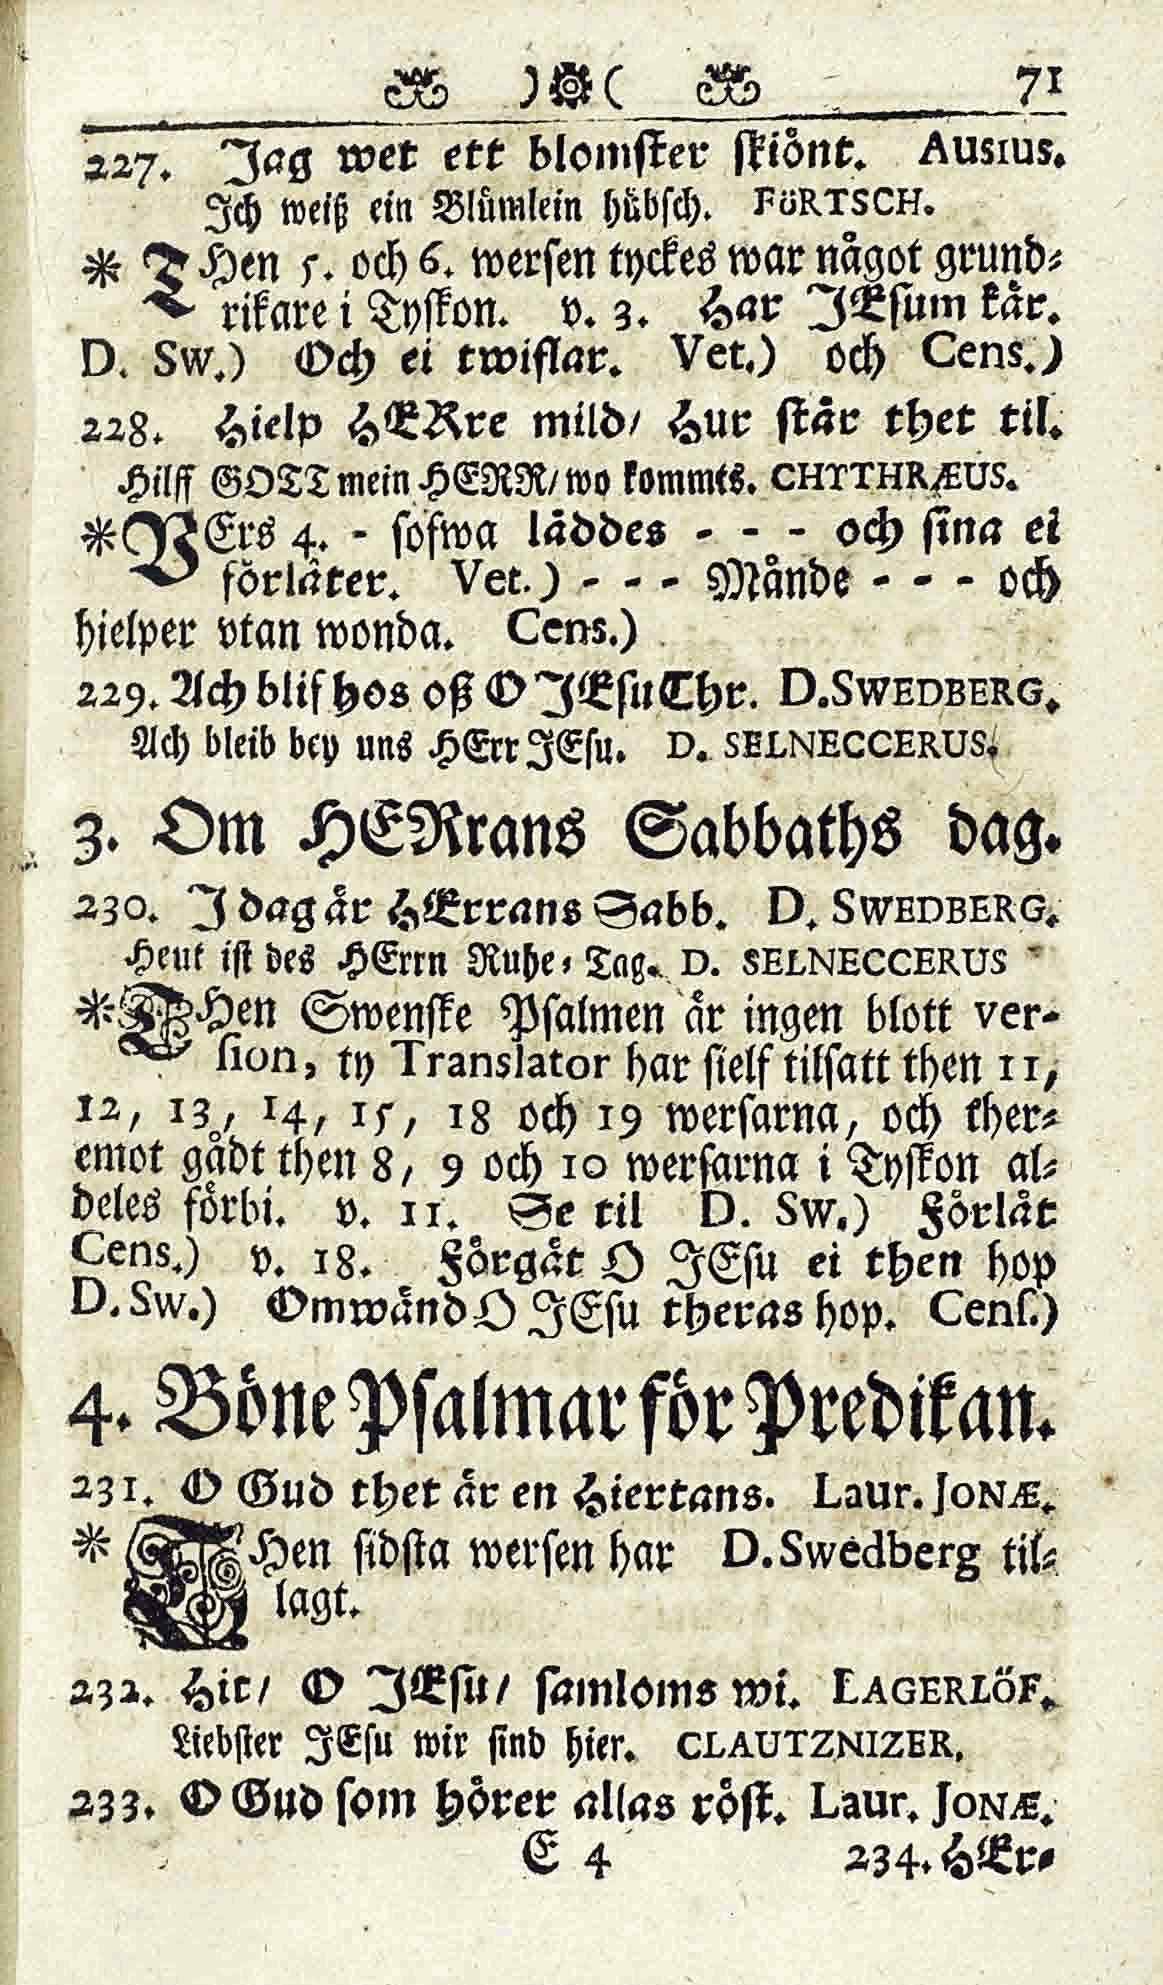 )❀( 71
227. Jag wet ett blomster skiönt. AUSIUS.
Ich weiß ein Blümlein hübsch. FÖRTSCH.
* THen 5. och 6. wersen tyckes war något grund-
rikare i Tyskon. v. 3. Har JEsum kär.
D. Sw.) Och ei twiflar. Vet.) och Cens.)
228. Hielp HERre mild/ Hur står thet til.
Hilff GOTT mein HERR/ wo kommts. CHYTHRÆUS.
* VErs 4. - sofwa läddes - - - och sina ei
förlåter. Vet.) - - - Månde - - - och
hielper vtan wonda. Cens.)
229. Ach blif hos oß O JEsu Chr. D. SWEDBERG.
Ach bleib bey uns HErr JEsu. D. SELNECCERUS.
3. Om HERrans Sabbaths dag.
230. I dag är HErrans Sabb. D. SWEDBERG.
Heut ist des HErrn Ruhe-Tag. D. SELNECCERUS
* THen Swenske Psalmen är ingen blott ver-
sion, ty Translator har sielf tilsatt then 11,
12, 13, 14, 15, 18 och 19 wersarna, och ther-
emot gådt then 8, 9 och 10 wersarna i Tyskon al-
deles förbi. v. 11. Se til D. Sw.) Förlåt
Cens.) v. 18. Förgät O JEsu ei then hop
D. Sw.) Omwänd O JEsu theras hop. Cens.)
4. Böne Psalmar för Predikan.
231. O Gud thet är en Hiertans. Laur. JONÆ.
* THen sidsta wersen har D. Swedberg til-
lagt.
232. Hit/ O JEsu/ samloms wi. LAGERLÖF.
Liebster JEsu wir sind hier. CLAUTZNIZER.
233. O Gud som hörer allas röst. Laur. JONÆ.
E 4 234. HEr-